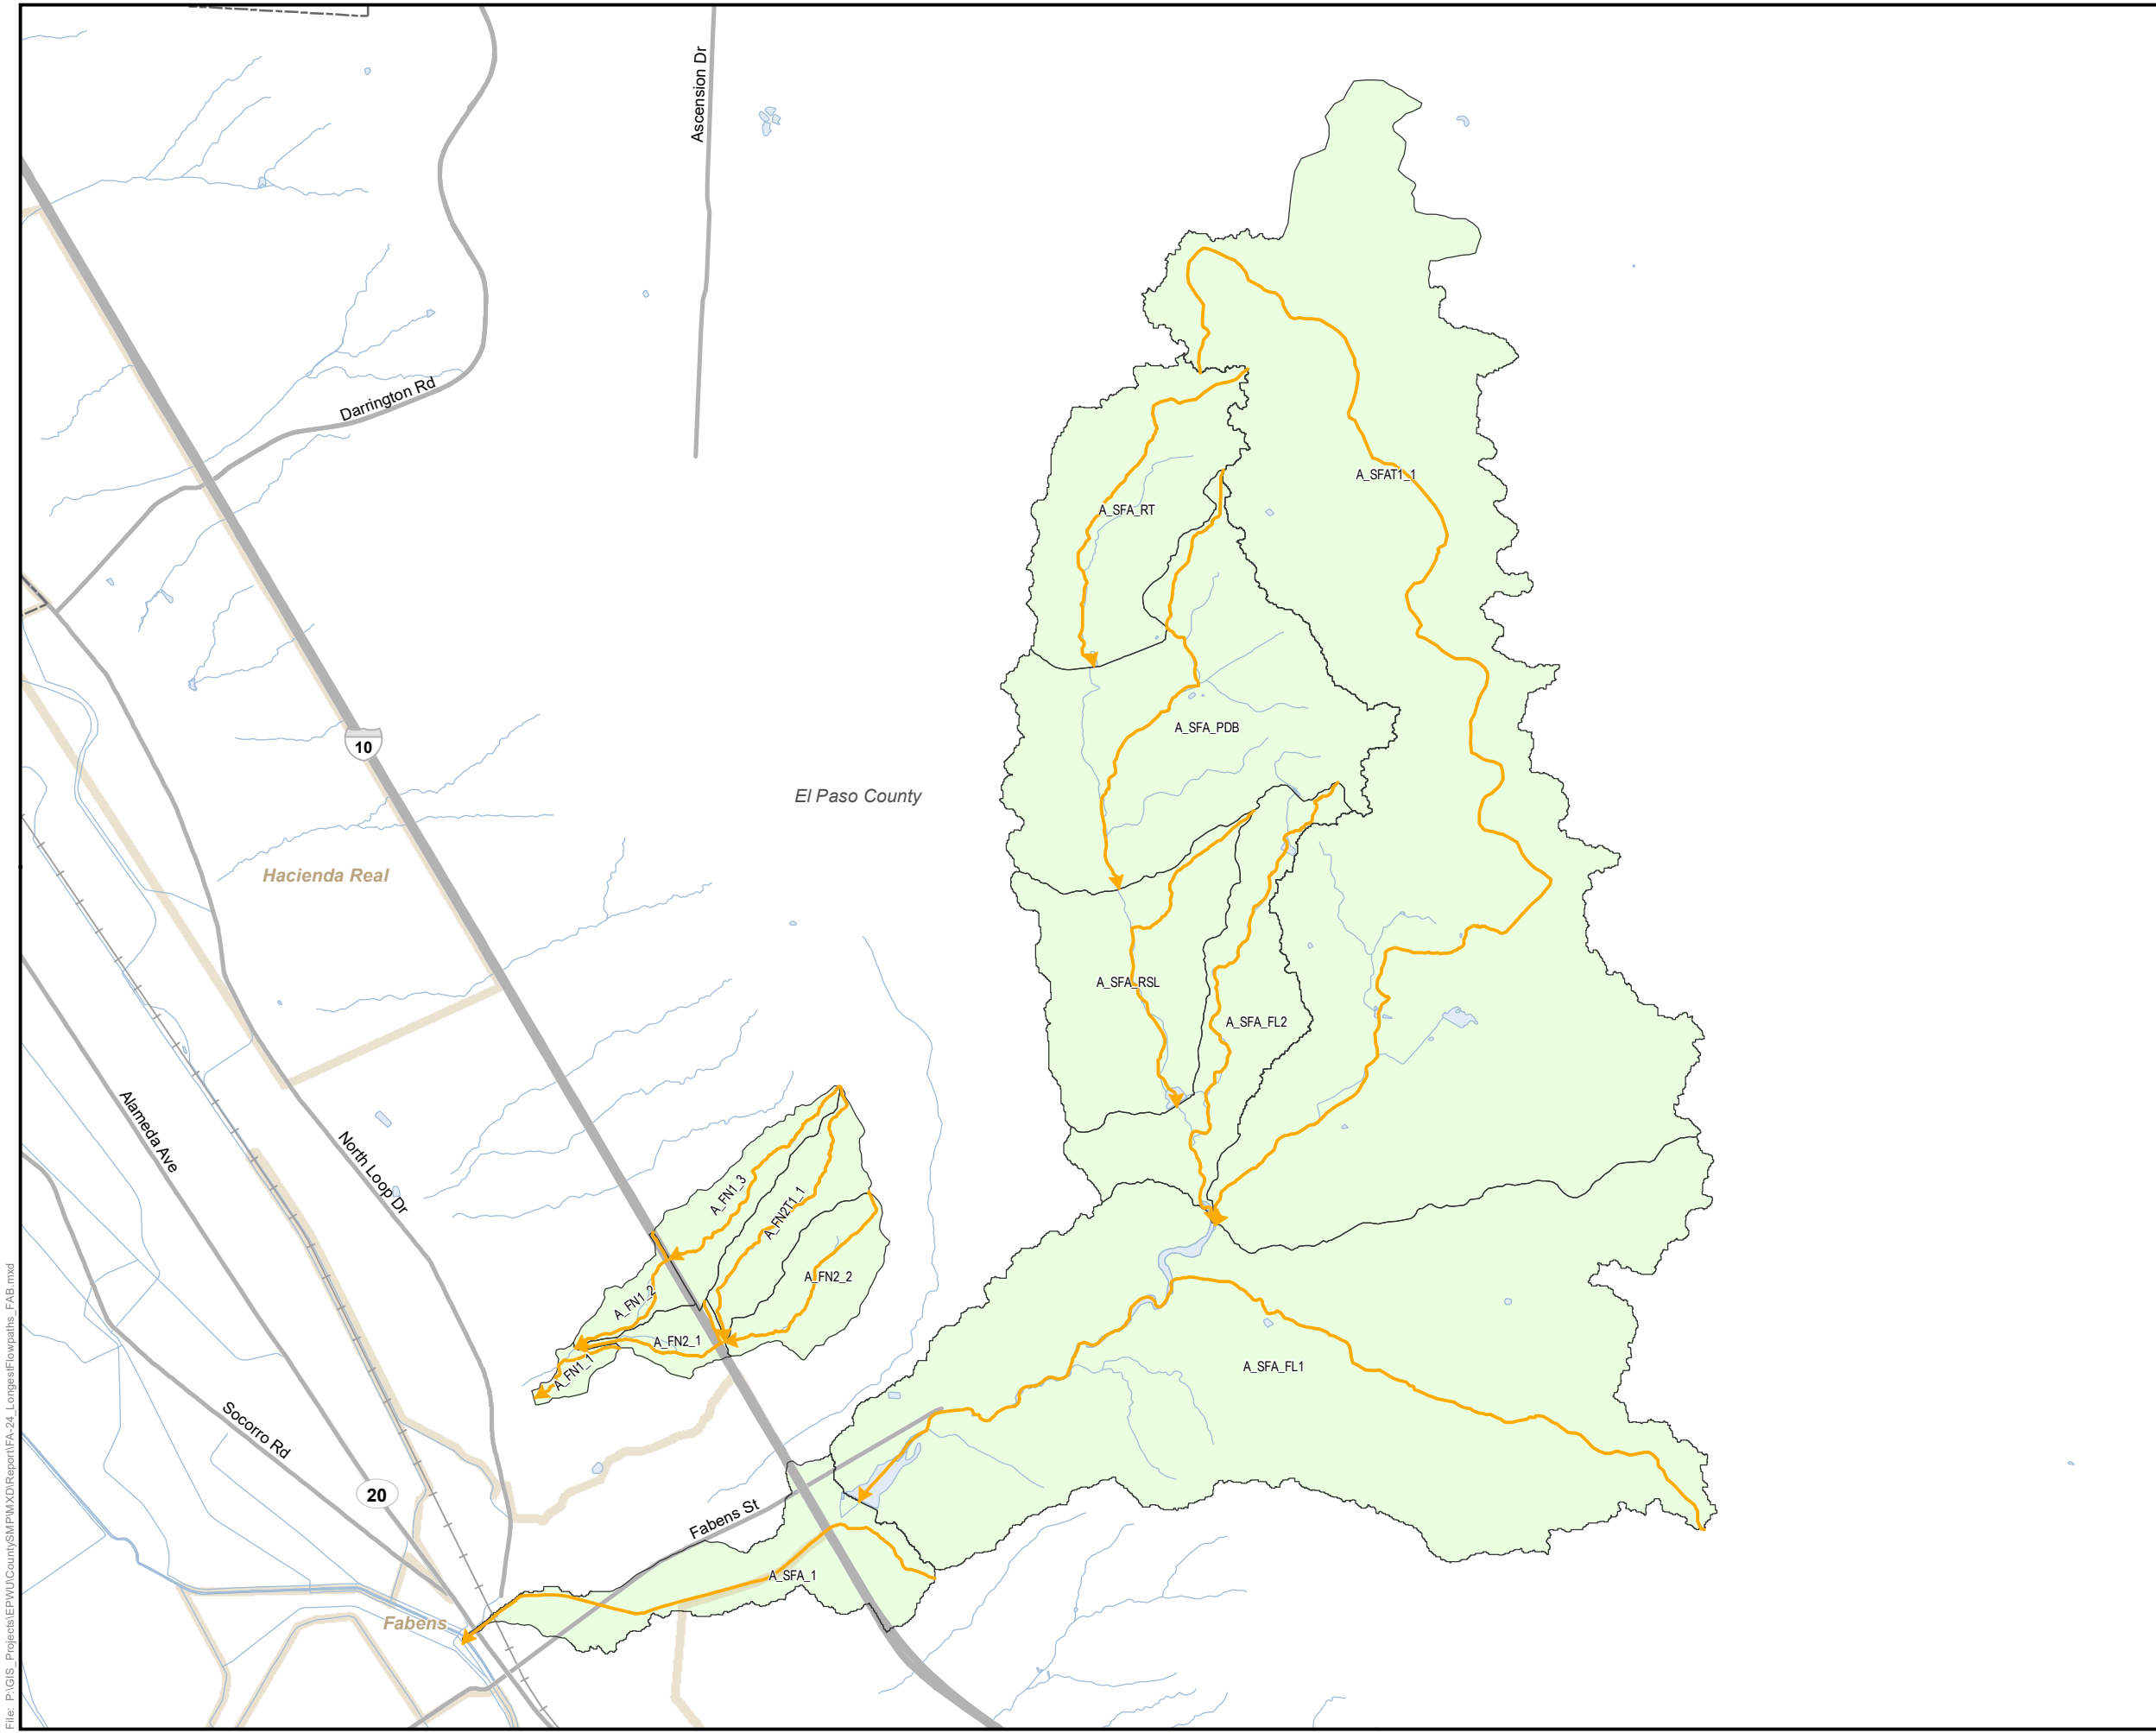 Ascension Dr
Darrington Rd
A_SFAT1_1
A_SFA_RT
A_SFA_PDB
10
El Paso County
Hacienda Real
A_SFA_RSL
A_SFA_FL2
Alameda Ave
North Loop Dr
A_FN1_3
A_FN2T1_1
A_FN2_2
A_FN1_2
A_FN2_1
A_FN1_1
A_SFA_FL1
Socorro Rd
20
Fabens St
A_SFA_1
Fabens
File: P:\GIS_Projects\EPWU\CountySMP\MXD\Report\FA-24_LongestFlowpaths_FAB.mxd